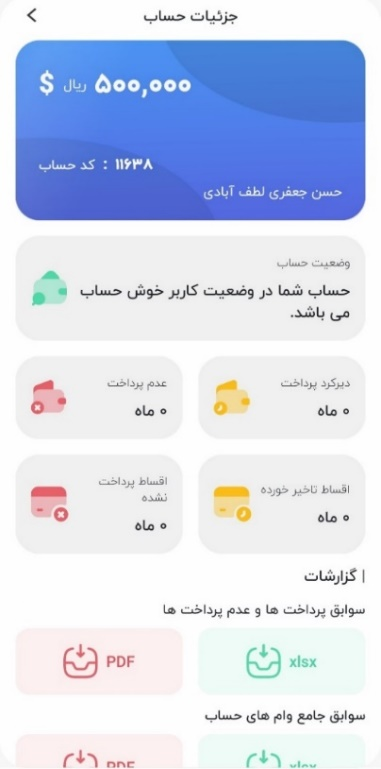 جزئیات حساب
۵۰۰,۰۰۰ ریال $
کد حساب : ۱۱۶۳۸
حسن جعفری لطف آبادی
وضعیت حساب
حساب شما در وضعیت کاربر خوش حساب
می باشد.
دیرکرد پرداخت
۰ ماه
عدم پرداخت
۰ ماه
اقساط تاخیر خورده
۰ ماه
اقساط پرداخت
نشده
۰ ماه
| گزارشات
سوابق پرداخت ها و عدم پرداخت ها
xlsx
PDF
سوابق جامع وام های حساب
xlsx
PDF